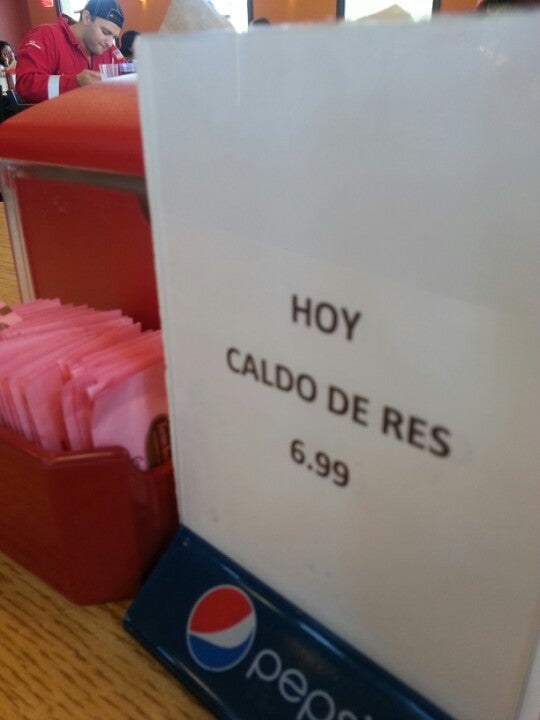 HOY
CALDO DE RES
6.99
pepsi